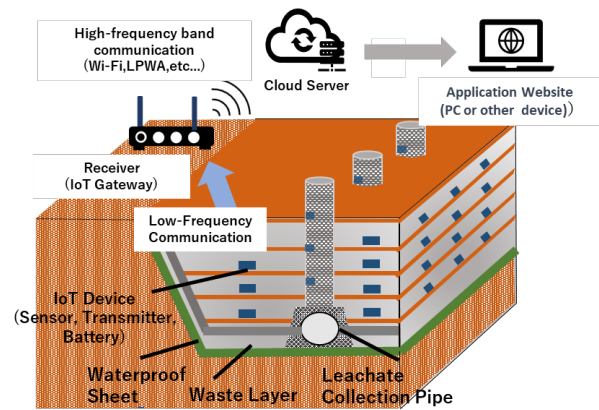 High-frequency band
communication
（Wi-Fi,LPWA,etc…）
Cloud Server
Application Website
(PC or other device)）
Receiver
（IoT Gateway）
Low-Frequency
Communication
IoT Device
（Sensor, Transmitter,
Battery）
Waterproof
Sheet
Waste Layer
Leachate
Collection Pipe